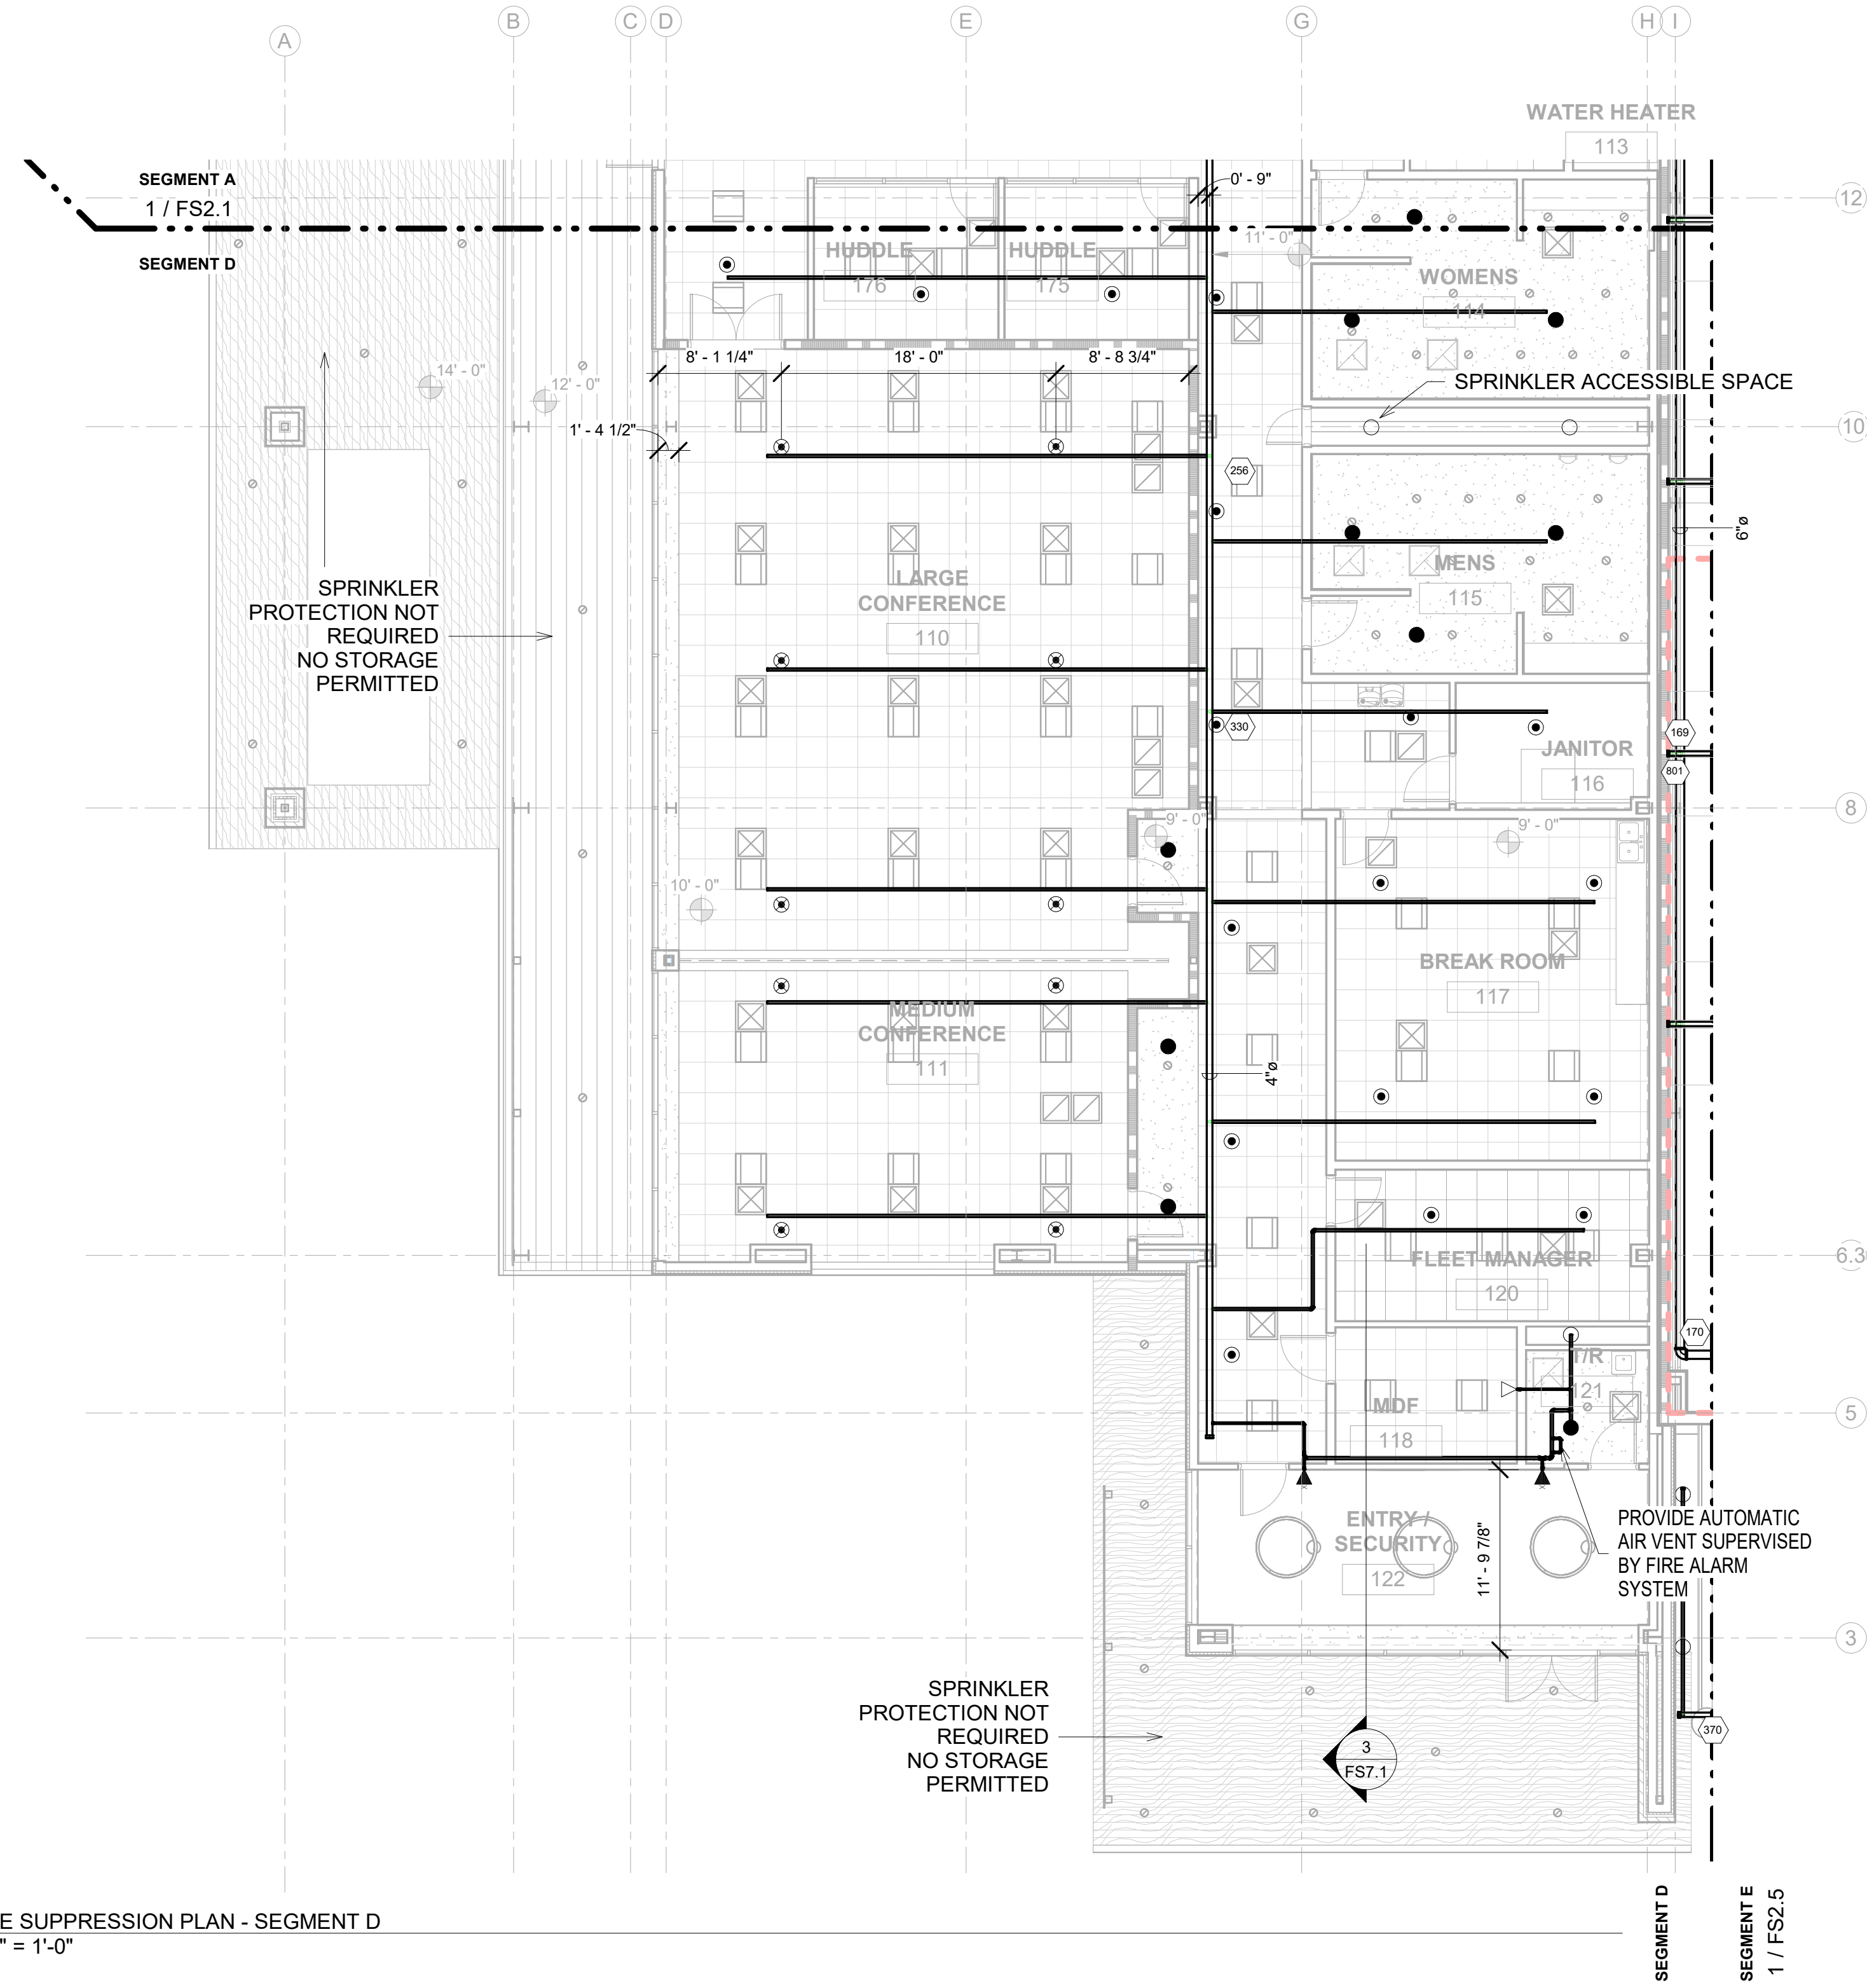 A
B
C
D
E
G
H
I
WATER HEATER
113
SEGMENT A
1 / FS2.1
SEGMENT D
0' - 9"
12
11' - 0"
HUDDLE
176
HUDDLE
175
WOMENS
114
8' - 1 1/4"
18' - 0"
8' - 8 3/4"
14' - 0"
12' - 0"
SPRINKLER ACCESSIBLE SPACE
1' - 4 1/2"
10
256
6"ø
SPRINKLER
PROTECTION NOT
REQUIRED
NO STORAGE
PERMITTED
LARGE
CONFERENCE
110
MENS
115
330
169
JANITOR
116
801
8
9' - 0"
9' - 0"
10' - 0"
BREAK ROOM
117
MEDIUM
CONFERENCE
111
4"ø
FLEET MANAGER
120
6.3
170
T/R
121
MDF
118
5
ENTRY /
SECURITY
122
11' - 9 7/8"
PROVIDE AUTOMATIC
AIR VENT SUPERVISED
BY FIRE ALARM
SYSTEM
3
SPRINKLER
PROTECTION NOT
REQUIRED
NO STORAGE
PERMITTED
3
FS7.1
370
E SUPPRESSION PLAN - SEGMENT D
" = 1'-0"
SEGMENT D
SEGMENT E
1 / FS2.5